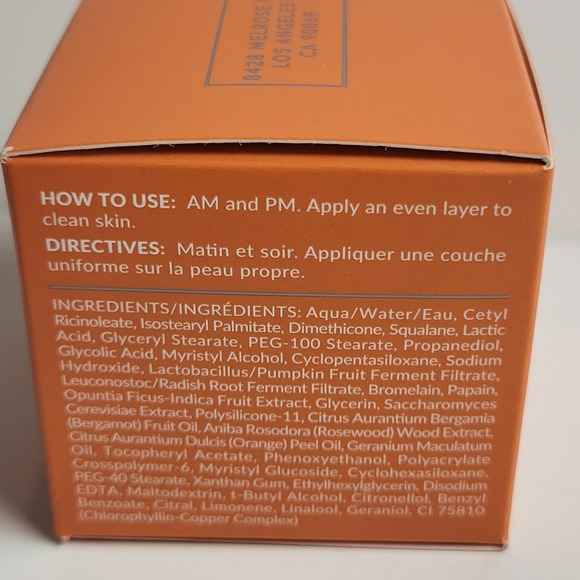 8428 MELROSE
LOS ANGELES
CA 90069
HOW TO USE: AM and PM. Apply an even layer to
clean skin.
DIRECTIVES: Matin et soir. Appliquer une couche
uniforme sur la peau propre.
INGREDIENTS/INGRÉDIENTS: Aqua/Water/Eau, Cetyl
Ricinoleate, Isostearyl Palmitate, Dimethicone, Squalane, Lactic
Acid, Glyceryl Stearate, PEG-100 Stearate, Propanediol,
Glycolic Acid, Myristyl Alcohol, Cyclopentasiloxane, Sodium
Hydroxide, Lactobacillus/Pumpkin Fruit Ferment Filtrate,
Leuconostoc/Radish Root Ferment Filtrate, Bromelain, Papain,
Opuntia Ficus-Indica Fruit Extract, Glycerin, Saccharomyces
Cerevisiae Extract, Polysilicone-11, Citrus Aurantium Bergamia
(Bergamot) Fruit Oil, Aniba Rosodora (Rosewood) Wood Extract,
Citrus Aurantium Dulcis (Orange) Peel Oil, Geranium Maculatum
Oil, Tocopheryl Acetate, Phenoxyethanol, Polyacrylate
Crosspolymer-6, Myristyl Glucoside, Cyclohexasiloxane,
PEG-40 Stearate, Xanthan Gum, Ethylhexylglycerin, Disodium
EDTA, Maltodextrin, t-Butyl Alcohol, Citronellol, Benzyl
Benzoate, Citral, Limonene, Linalool, Geraniol, CI 75810
(Chlorophyllin-Copper Complex)